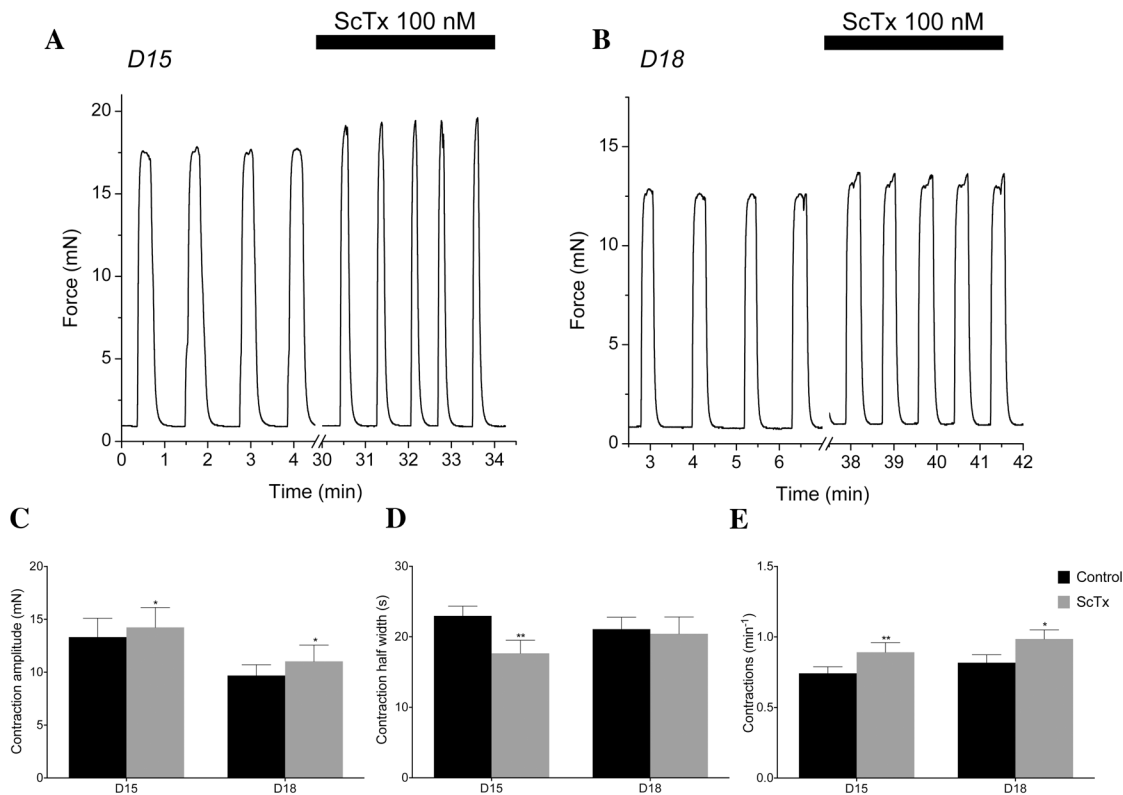 A
D15
ScTx 100 nM
20
15
10
5
0
Force (mN)
0 1 2 3 4 30 31 32 33 34
Time (min)
B
D18
ScTx 100 nM
15
10
5
0
Force (mN)
3 4 5 6 38 39 40 41 42
Time (min)
C
20
15
10
5
0
Contraction amplitude (mN)
*
*
D15 D18
D
30
20
10
0
Contraction half width (s)
**
D15 D18
E
1.5
1.0
0.5
0.0
Contractions (min-1)
**
*
D15 D18
Control
ScTx